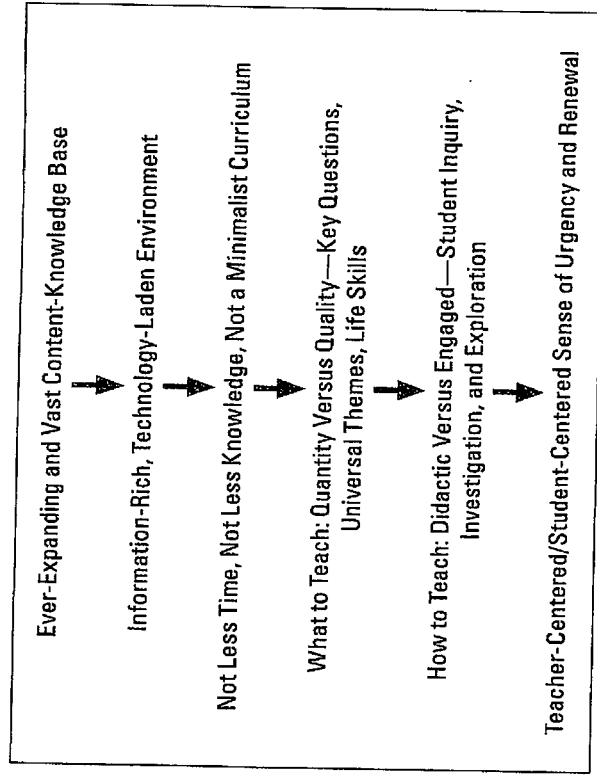 Ever-Expanding and Vast Content-Knowledge Base
Information-Rich, Technology-Laden Environment
Not Less Time, Not Less Knowledge, Not a Minimalist Curriculum
What to Teach: Quantity Versus Quality—Key Questions,
Universal Themes, Life Skills
How to Teach: Didactic Versus Engaged—Student Inquiry,
Investigation, and Exploration
Teacher-Centered/Student-Centered Sense of Urgency and Renewal